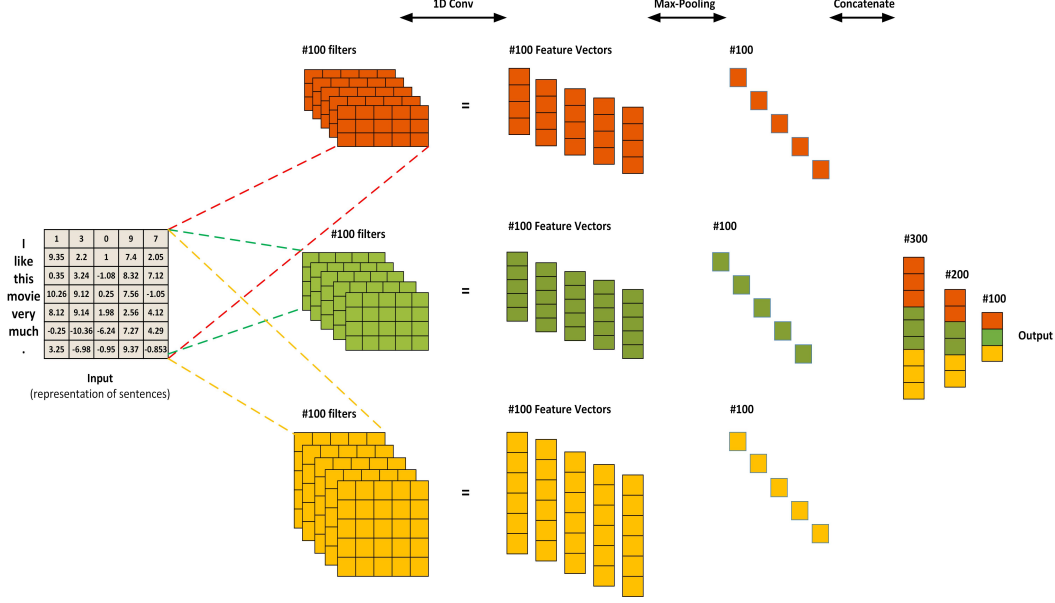 1D Conv
Max-Pooling
Concatenate
#100 filters
#100 Feature Vectors
#100
=
I
like
this
movie
very
much
.
1 3 0 9 7
9.35 2.2 1 7.4 2.05
0.35 3.24 -1.08 8.32 7.12
10.26 9.12 0.25 7.56 -1.05
8.12 9.14 1.98 2.56 4.12
-0.25 -10.36 -6.24 7.27 4.29
3.25 -6.98 -0.95 9.37 -0.853
Input
(representation of sentences)
#100 filters
#100 Feature Vectors
#100
=
#300
#200
#100
Output
#100 filters
#100 Feature Vectors
#100
=